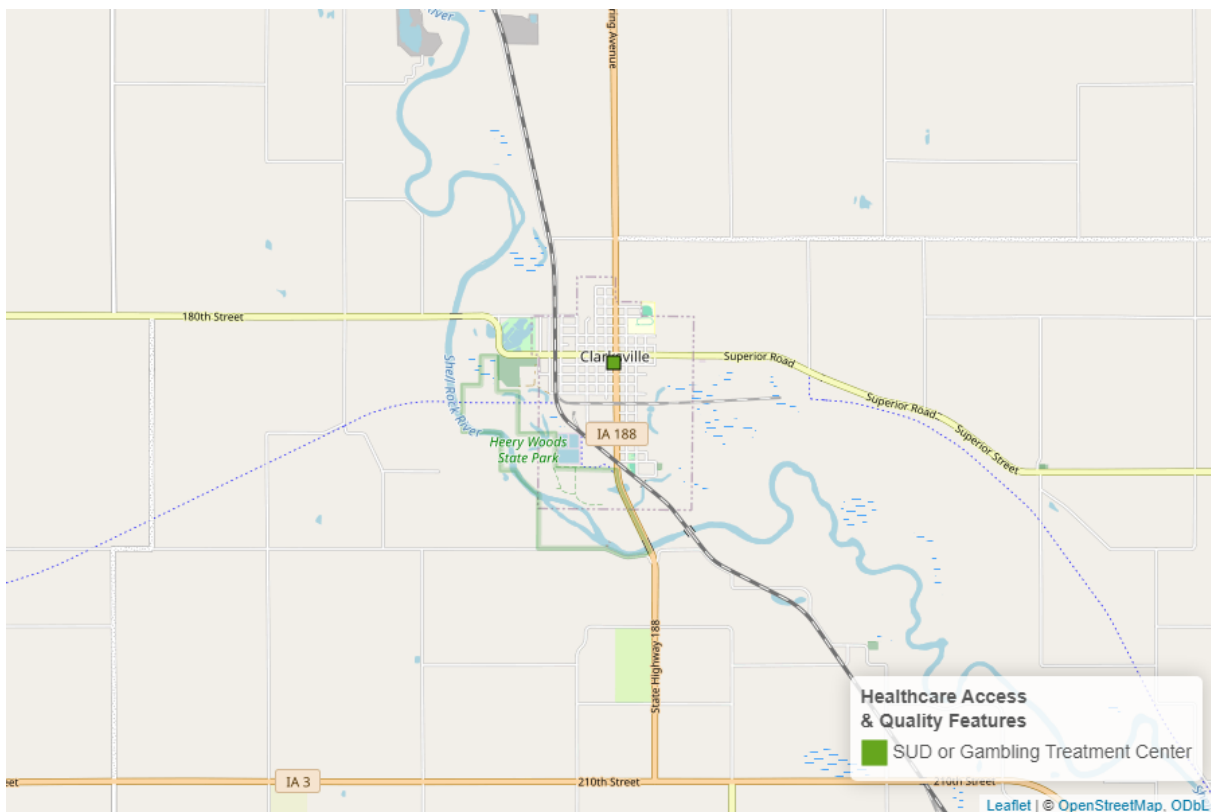 River
ring Avenue
180th Street
Clarksville
Superior Road
Shell Rock River
Superior Road
IA 188
Heery Woods
State Park
Superior Street
State Highway 188
Healthcare Access
& Quality Features
SUD or Gambling Treatment Center
eet
IA 3
210th Street
210th Street
Leaflet | © OpenStreetMap, ODbL